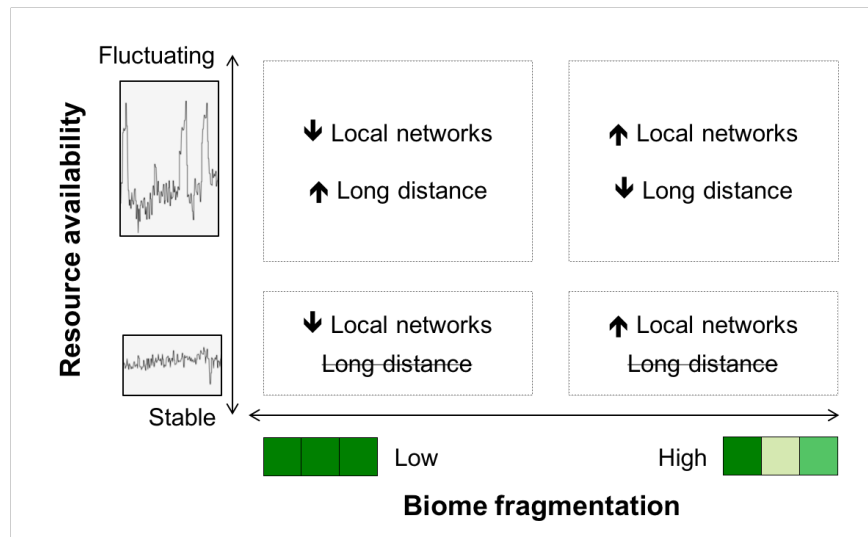 Fluctuating
Resource availability
Stable
↓ Local networks
↑ Long distance
↑ Local networks
↓ Long distance
↓ Local networks
Long distance
↑ Local networks
Long distance
Low
High
Biome fragmentation